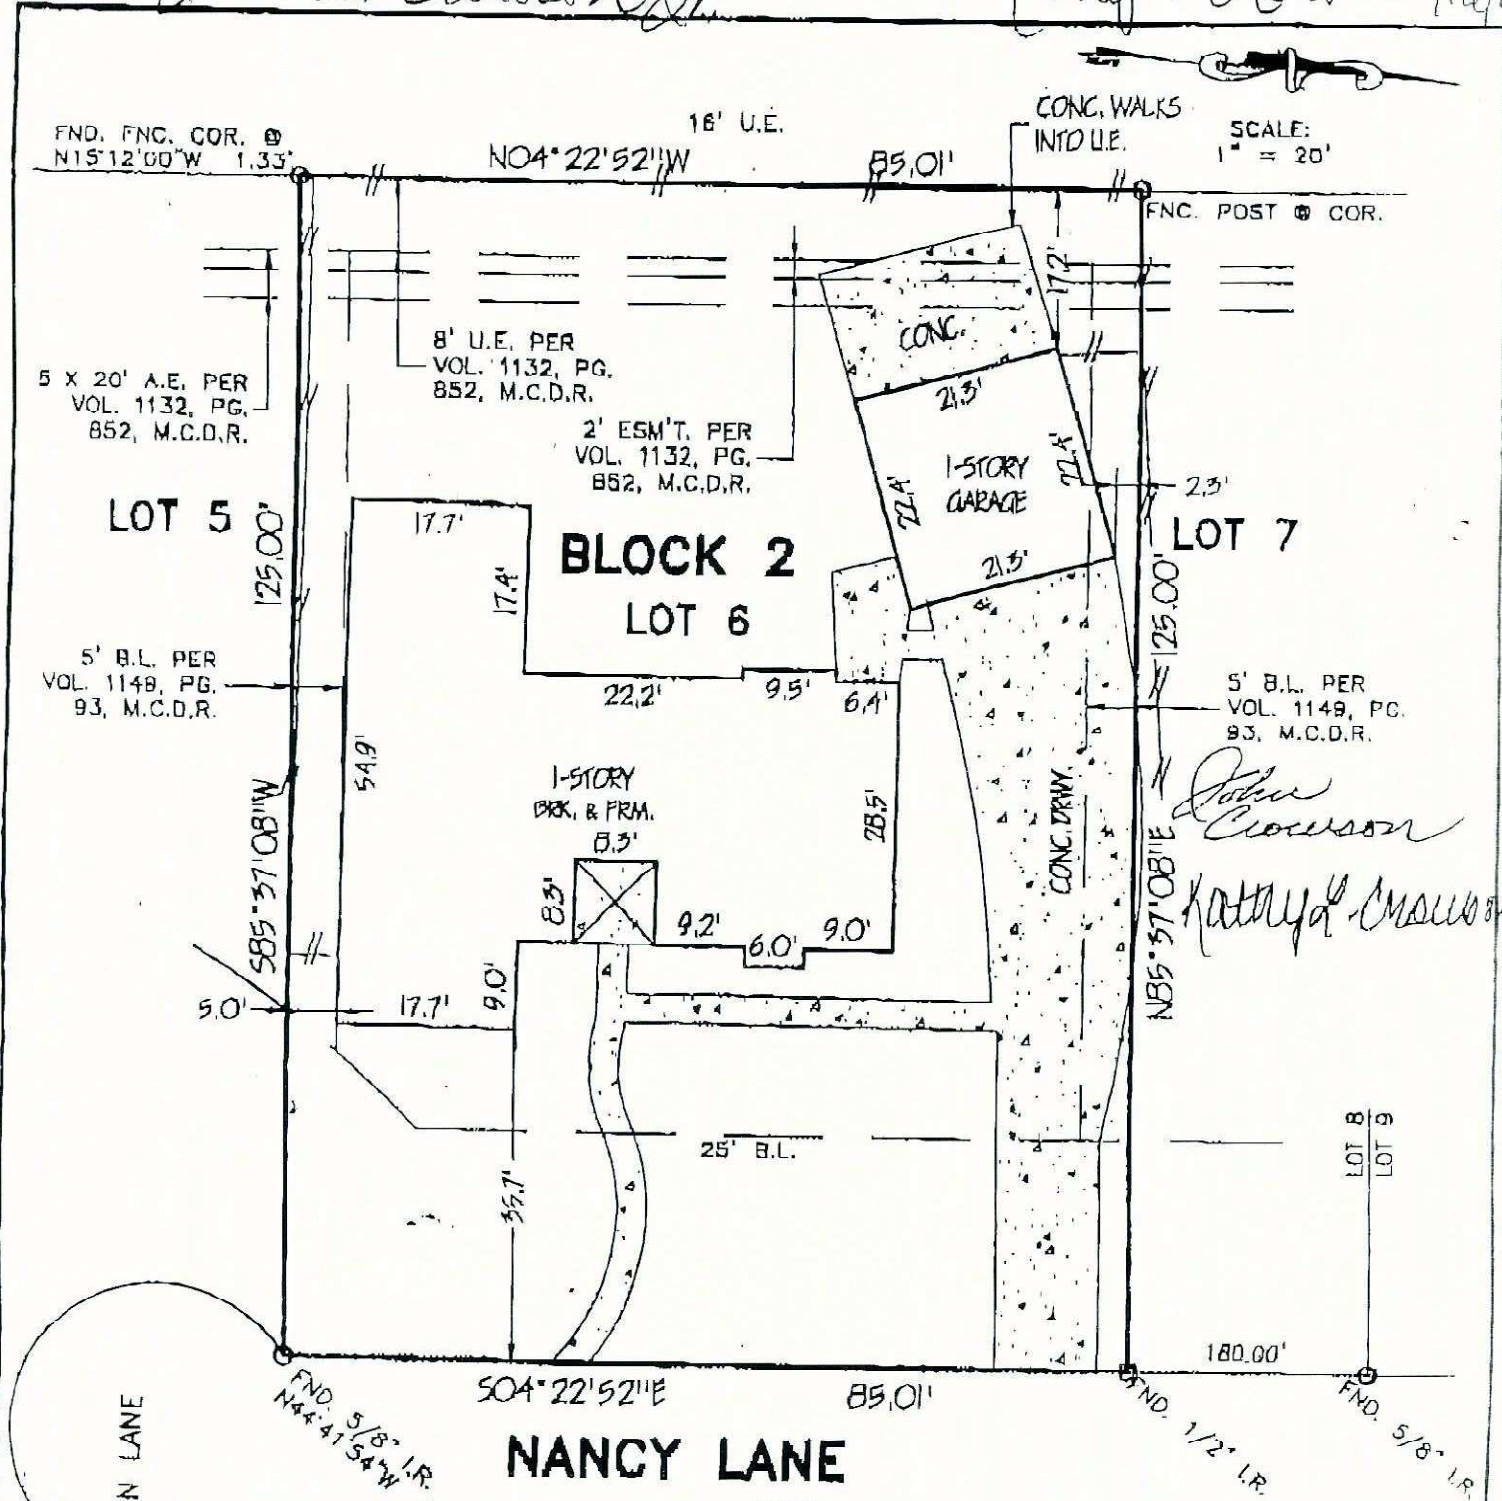 16' U.E.
CONC. WALKS
INTO U.E.
SCALE:
1" = 20'
FND. FNC. COR. @
N15°12'00"W 1.33'
N04°22'52"W
85.01'
FNC. POST @ COR.
17.2'
CONC.
8' U.E. PER
VOL. 1132, PG.
852, M.C.D.R.
5 X 20' A.E. PER
VOL. 1132, PG.
852, M.C.D.R.
2' ESM'T. PER
VOL. 1132, PG.
852, M.C.D.R.
21.3'
22.4'
1-STORY
GARAGE
22.4'
2.3'
LOT 5
17.7'
LOT 7
125.00'
BLOCK 2
LOT 6
17.4'
21.3'
125.00'
5' B.L. PER
VOL. 1149, PG.
93, M.C.D.R.
22.2'
9.5'
6.4'
5' B.L. PER
VOL. 1149, PG.
93, M.C.D.R.
54.9'
1-STORY
BRK. & FRM.
8.3'
28.5'
CONC. DRWY.
John
Crowson
8.3'
S85°37'08"W
N85°37'08"E
Kathy L Crowson
9.2'
6.0'
9.0'
9.0'
5.0'
17.7'
25' B.L.
35.7'
LOT 8
LOT 9
180.00'
S04°22'52"E
85.01'
FND. 5/8" I.R.
N44°41'54"W
FND. 1/2" I.R.
FND. 5/8" I.R.
NANCY LANE
N LANE